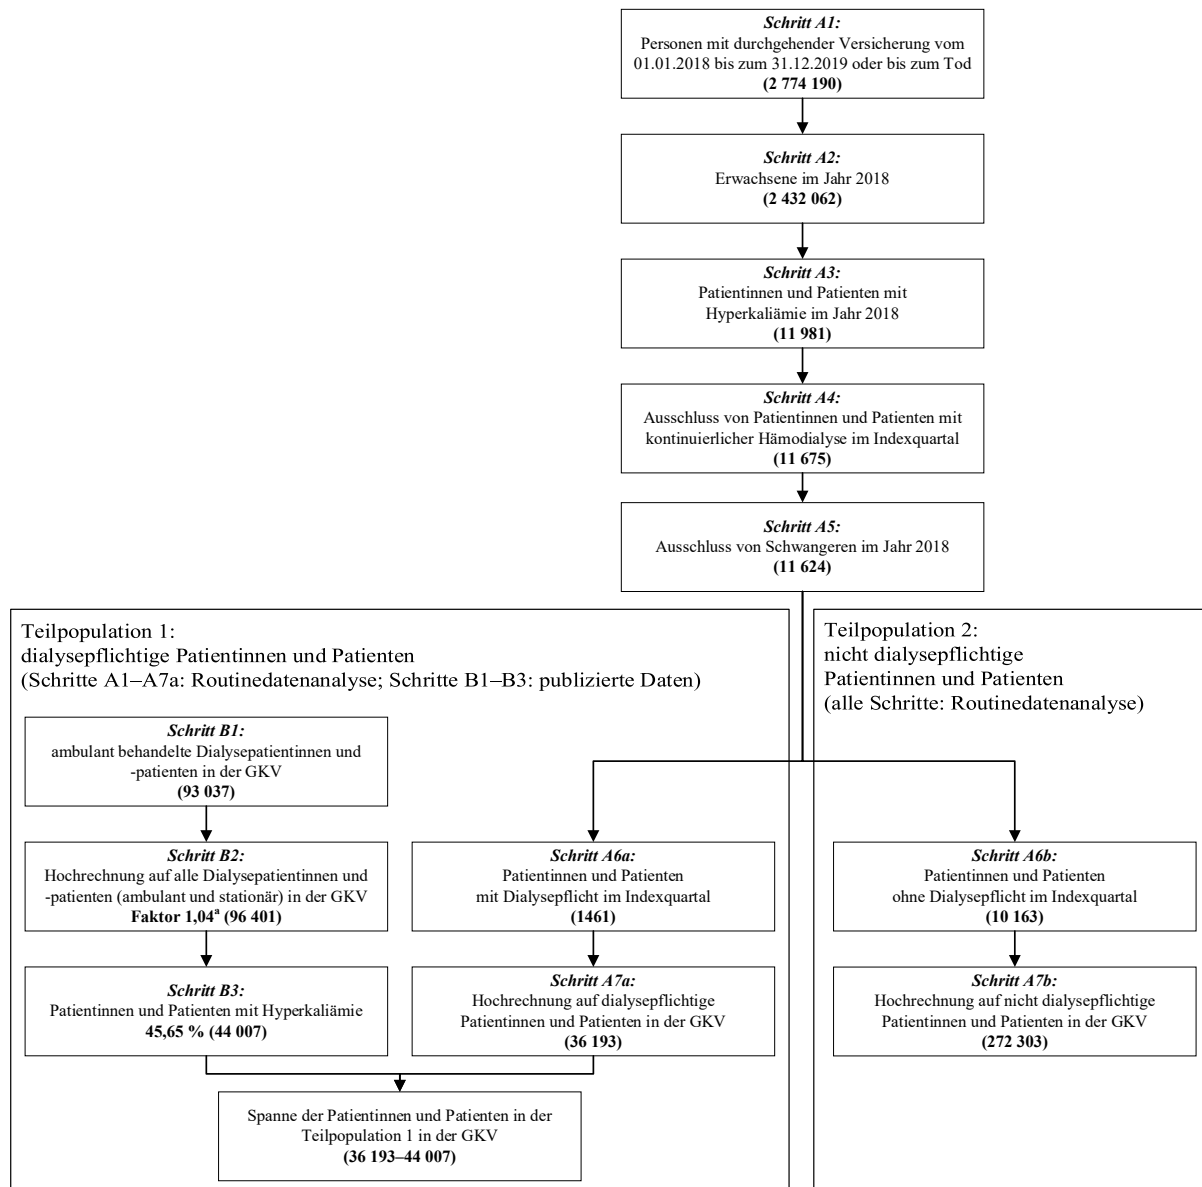 Schritt A1:
Personen mit durchgehender Versicherung vom
01.01.2018 bis zum 31.12.2019 oder bis zum Tod
(2 774 190)
Schritt A2:
Erwachsene im Jahr 2018
(2 432 062)
Schritt A3:
Patientinnen und Patienten mit
Hyperkaliämie im Jahr 2018
(11 981)
Schritt A4:
Ausschluss von Patientinnen und Patienten mit
kontinuierlicher Hämodialyse im Indexquartal
(11 675)
Schritt A5:
Ausschluss von Schwangeren im Jahr 2018
(11 624)
Teilpopulation 1:
dialysepflichtige Patientinnen und Patienten
(Schritte A1–A7a: Routinedatenanalyse; Schritte B1–B3: publizierte Daten)
Schritt B1:
ambulant behandelte Dialysepatientinnen und
-patienten in der GKV
(93 037)
Schritt B2:
Hochrechnung auf alle Dialysepatientinnen und
-patienten (ambulant und stationär) in der GKV
Faktor 1,04ª (96 401)
Schritt B3:
Patientinnen und Patienten mit Hyperkaliämie
45,65 % (44 007)
Schritt A6a:
Patientinnen und Patienten
mit Dialysepflicht im Indexquartal
(1461)
Schritt A7a:
Hochrechnung auf dialysepflichtige
Patientinnen und Patienten in der GKV
(36 193)
Spanne der Patientinnen und Patienten in der
Teilpopulation 1 in der GKV
(36 193–44 007)
Teilpopulation 2:
nicht dialysepflichtige
Patientinnen und Patienten
(alle Schritte: Routinedatenanalyse)
Schritt A6b:
Patientinnen und Patienten
ohne Dialysepflicht im Indexquartal
(10 163)
Schritt A7b:
Hochrechnung auf nicht dialysepflichtige
Patientinnen und Patienten in der GKV
(272 303)